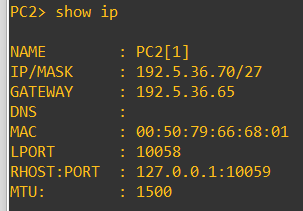 PC2> show ip
NAME : PC2[1]
IP/MASK : 192.5.36.70/27
GATEWAY : 192.5.36.65
DNS :
MAC : 00:50:79:66:68:01
LPORT : 10058
RHOST:PORT : 127.0.0.1:10059
MTU: : 1500